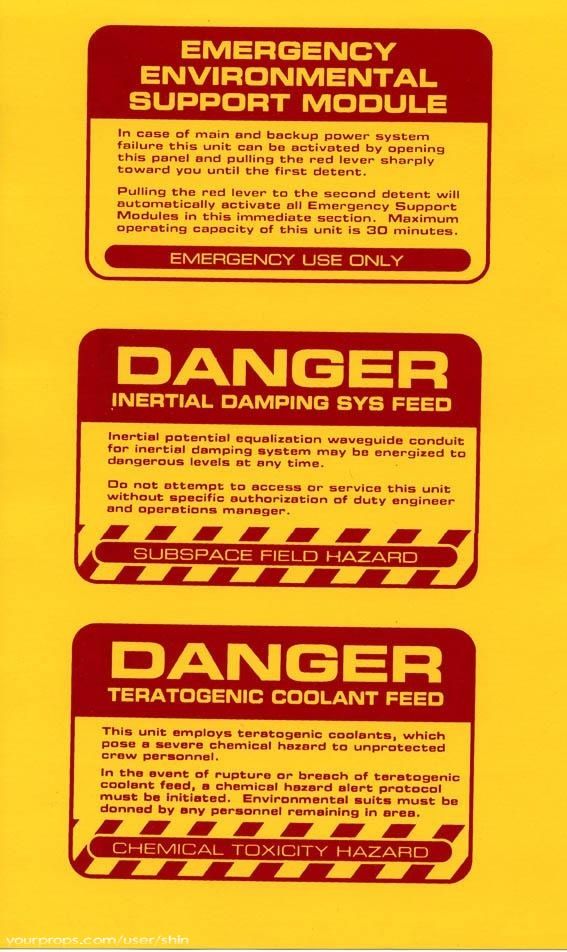 EMERGENCY
ENVIRONMENTAL
SUPPORT MODULE
In case of main and backup power system
failure this unit can be activated by opening
this panel and pulling the red lever sharply
toward you until the first detent.
Pulling the red lever to the second detent will
automatically activate all Emergency Support
Modules in this immediate section. Maximum
operating capacity of this unit is 30 minutes.
EMERGENCY USE ONLY
DANGER
INERTIAL DAMPING SYS FEED
Inertial potential equalization waveguide conduit
for inertial damping system may be energized to
dangerous levels at any time.
Do not attempt to access or service this unit
without specific authorization of duty engineer
and operations manager.
SUBSPACE FIELD HAZARD
DANGER
TERATOGENIC COOLANT FEED
This unit employs teratogenic coolants, which
pose a severe chemical hazard to unprotected
crew personnel.
In the event of rupture or breach of teratogenic
coolant feed, a chemical hazard alert protocol
must be initiated. Environmental suits must be
donned by any personnel remaining in area.
CHEMICAL TOXICITY HAZARD
yourprops.com/user/shin